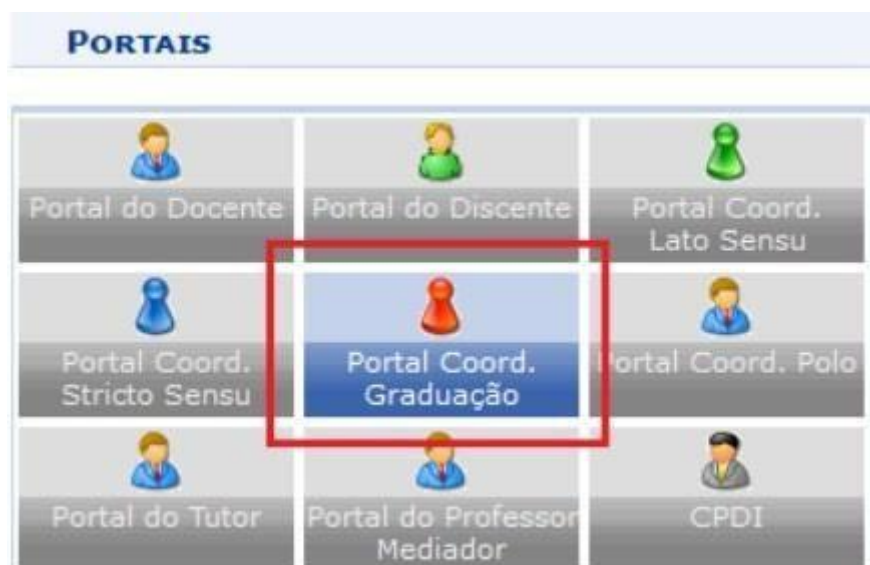 PORTAIS
Portal do Docente
Portal do Discente
Portal Coord.
Lato Sensu
Portal Coord.
Stricto Sensu
Portal Coord.
Graduação
Portal Coord. Polo
Portal do Tutor
Portal do Professor
Mediador
CPDI